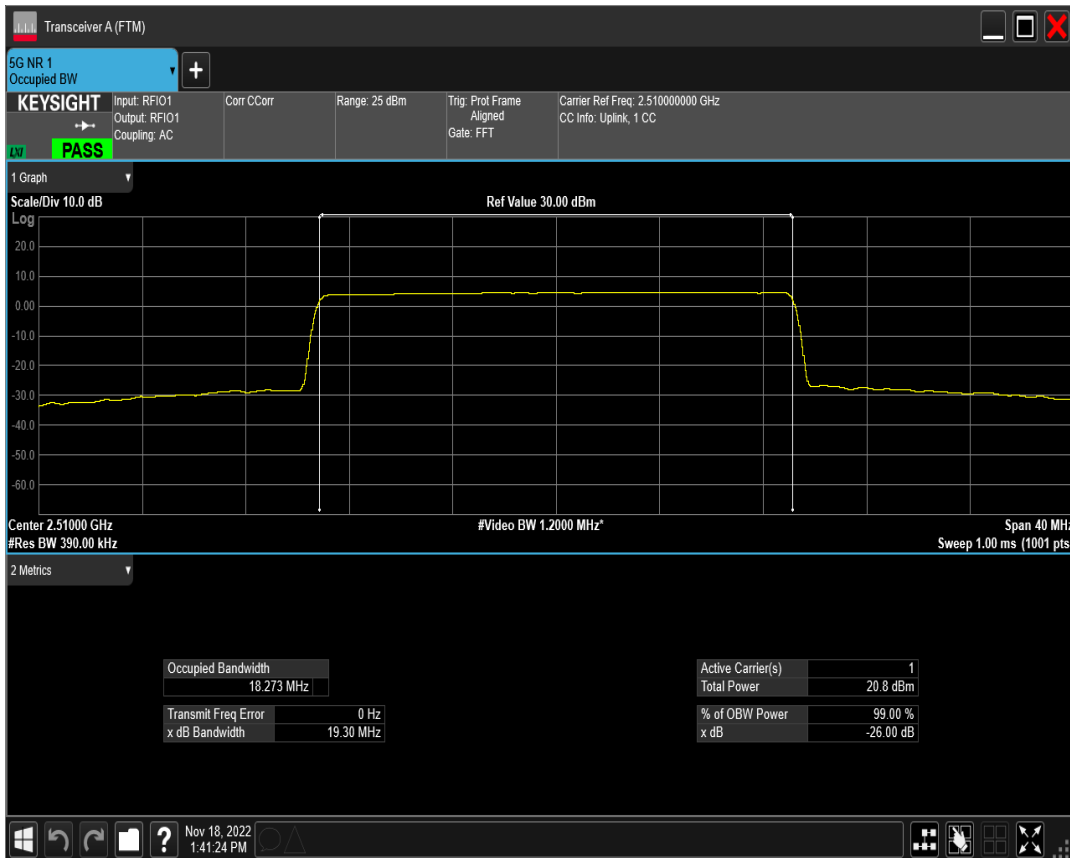 Transceiver A (FTM)
5G NR 1
Occupied BW
+
KEYSIGHT
LXI
PASS
Input: RFIO1
Output: RFIO1
Coupling: AC
Corr CCorr
Range: 25 dBm
Trig: Prot Frame
Aligned
Gate: FFT
Carrier Ref Freq: 2.510000000 GHz
CC Info: Uplink, 1 CC
1 Graph
Scale/Div 10.0 dB
Ref Value 30.00 dBm
Log
20.0
10.0
0.00
-10.0
-20.0
-30.0
-40.0
-50.0
-60.0
Center 2.51000 GHz
#Video BW 1.2000 MHz*
Span 40 MHz
#Res BW 390.00 kHz
Sweep 1.00 ms (1001 pts
2 Metrics
Occupied Bandwidth
18.273 MHz
Transmit Freq Error 0 Hz
x dB Bandwidth 19.30 MHz
Active Carrier(s) 1
Total Power 20.8 dBm
% of OBW Power 99.00 %
x dB -26.00 dB
?
Nov 18, 2022
1:41:24 PM